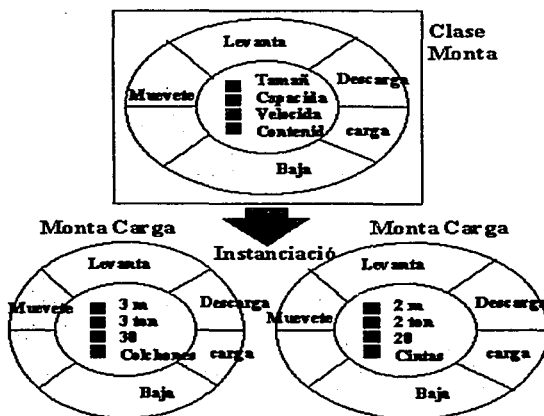 Clase
Monta
Levanta
Muevete
Descarga
Tamañ
Capacida
Velocida
Contenid
carga
Baja
Monta Carga
Monta Carga
Instanciació
Levanta
Muevete
Descarga
3 m
3 ton
30
Colchones
carga
Baja
Levanta
Muevete
Descarga
2 m
2 ton
20
Cintas
carga
Baja